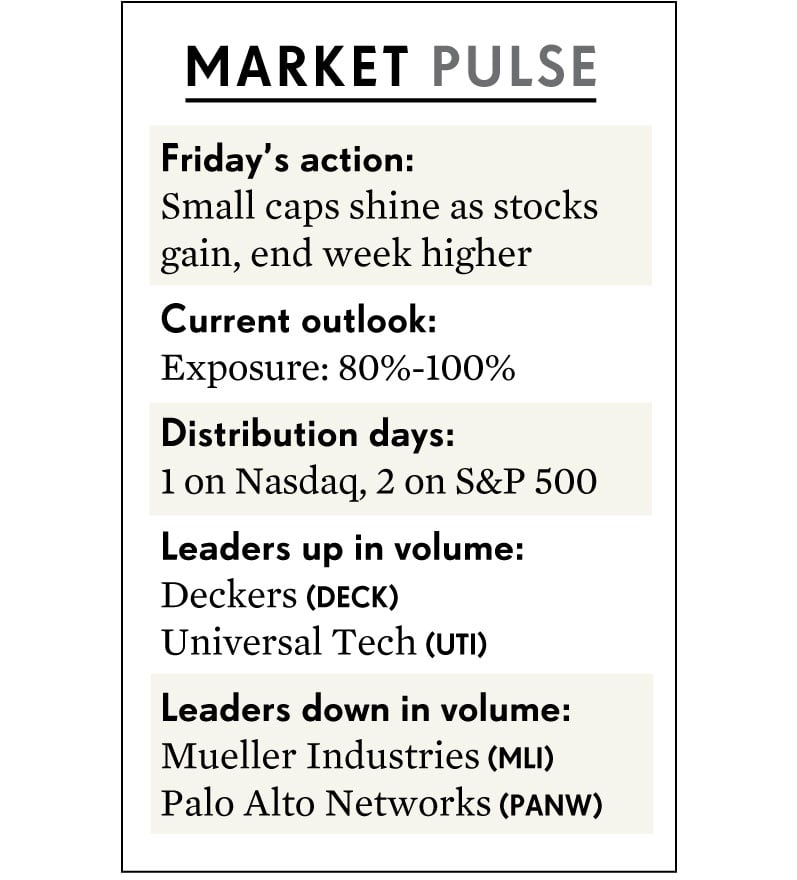 MARKET PULSE
Friday's action:
Small caps shine as stocks
gain, end week higher
Current outlook:
Exposure: 80%-100%
Distribution days:
1 on Nasdaq, 2 on S&P 500
Leaders up in volume:
Deckers (DECK)
Universal Tech (UTI)
Leaders down in volume:
Mueller Industries (MLI)
Palo Alto Networks (PANW)